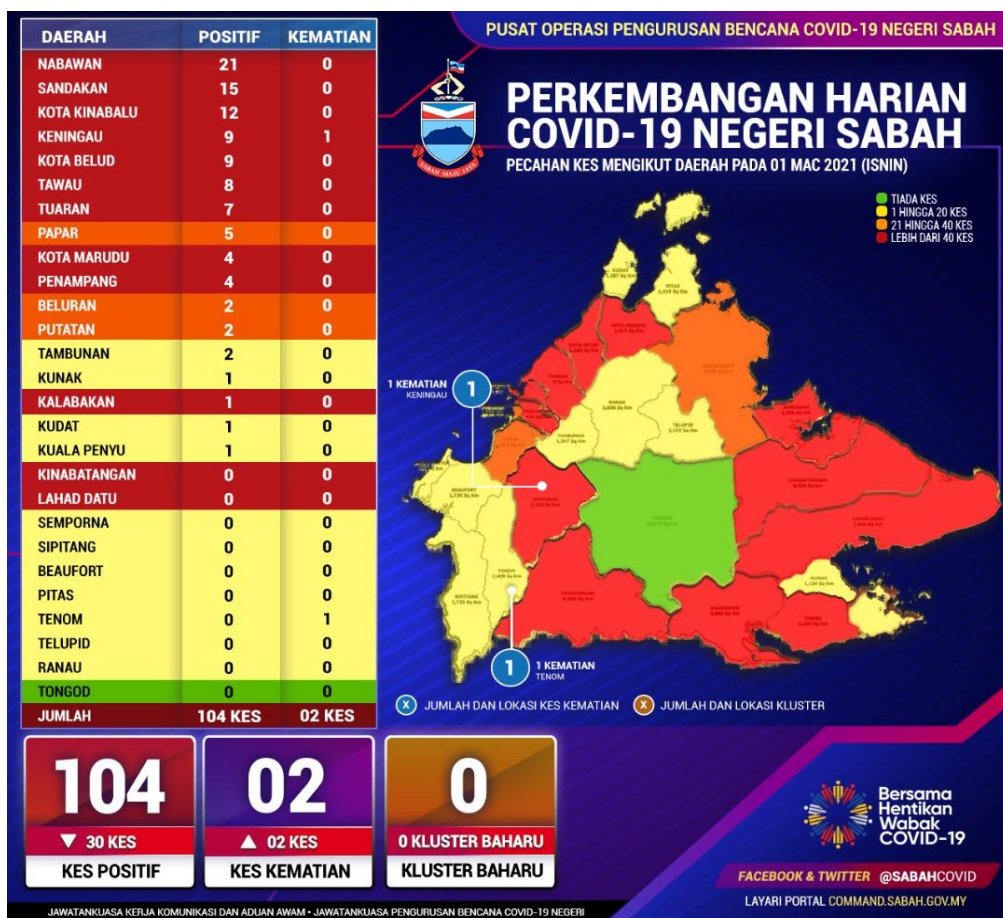 DAERAH POSITIF KEMATIAN
NABAWAN 21 0
SANDAKAN 15 0
KOTA KINABALU 12 0
KENINGAU 9 1
KOTA BELUD 9 0
TAWAU 8 0
TUARAN 7 0
PAPAR 5 0
KOTA MARUDU 4 0
PENAMPANG 4 0
BELURAN 2 0
PUTATAN 2 0
TAMBUNAN 2 0
KUNAK 1 0
KALABAKAN 1 0
KUDAT 1 0
KUALA PENYU 1 0
KINABATANGAN 0 0
LAHAD DATU 0 0
SEMPORNA 0 0
SIPITANG 0 0
BEAUFORT 0 0
PITAS 0 0
TENOM 0 1
TELUPID 0 0
RANAU 0 0
TONGOD 0 0
JUMLAH 104 KES 02 KES
PUSAT OPERASI PENGURUSAN BENCANA COVID-19 NEGERI SABAH
SABAH MAJU JAYA
PERKEMBANGAN HARIAN
COVID-19 NEGERI SABAH
PECAHAN KES MENGIKUT DAERAH PADA 01 MAC 2021 (ISNIN)
TIADA KES
1 HINGGA 20 KES
21 HINGGA 40 KES
LEBIH DARI 40 KES
1 KEMATIAN
KENINGAU
1
1
1 KEMATIAN
TENOM
X JUMLAH DAN LOKASI KES KEMATIAN X JUMLAH DAN LOKASI KLUSTER
104
▼ 30 KES
KES POSITIF
02
▲ 02 KES
KES KEMATIAN
0
0 KLUSTER BAHARU
KLUSTER BAHARU
Bersama
Hentikan
Wabak
COVID-19
FACEBOOK & TWITTER @SABAHCOVID
LAYARI PORTAL COMMAND.SABAH.GOV.MY
JAWATANKUASA KERJA KOMUNIKASI DAN ADUAN AWAM • JAWATANKUASA PENGURUSAN BENCANA COVID-19 NEGERI